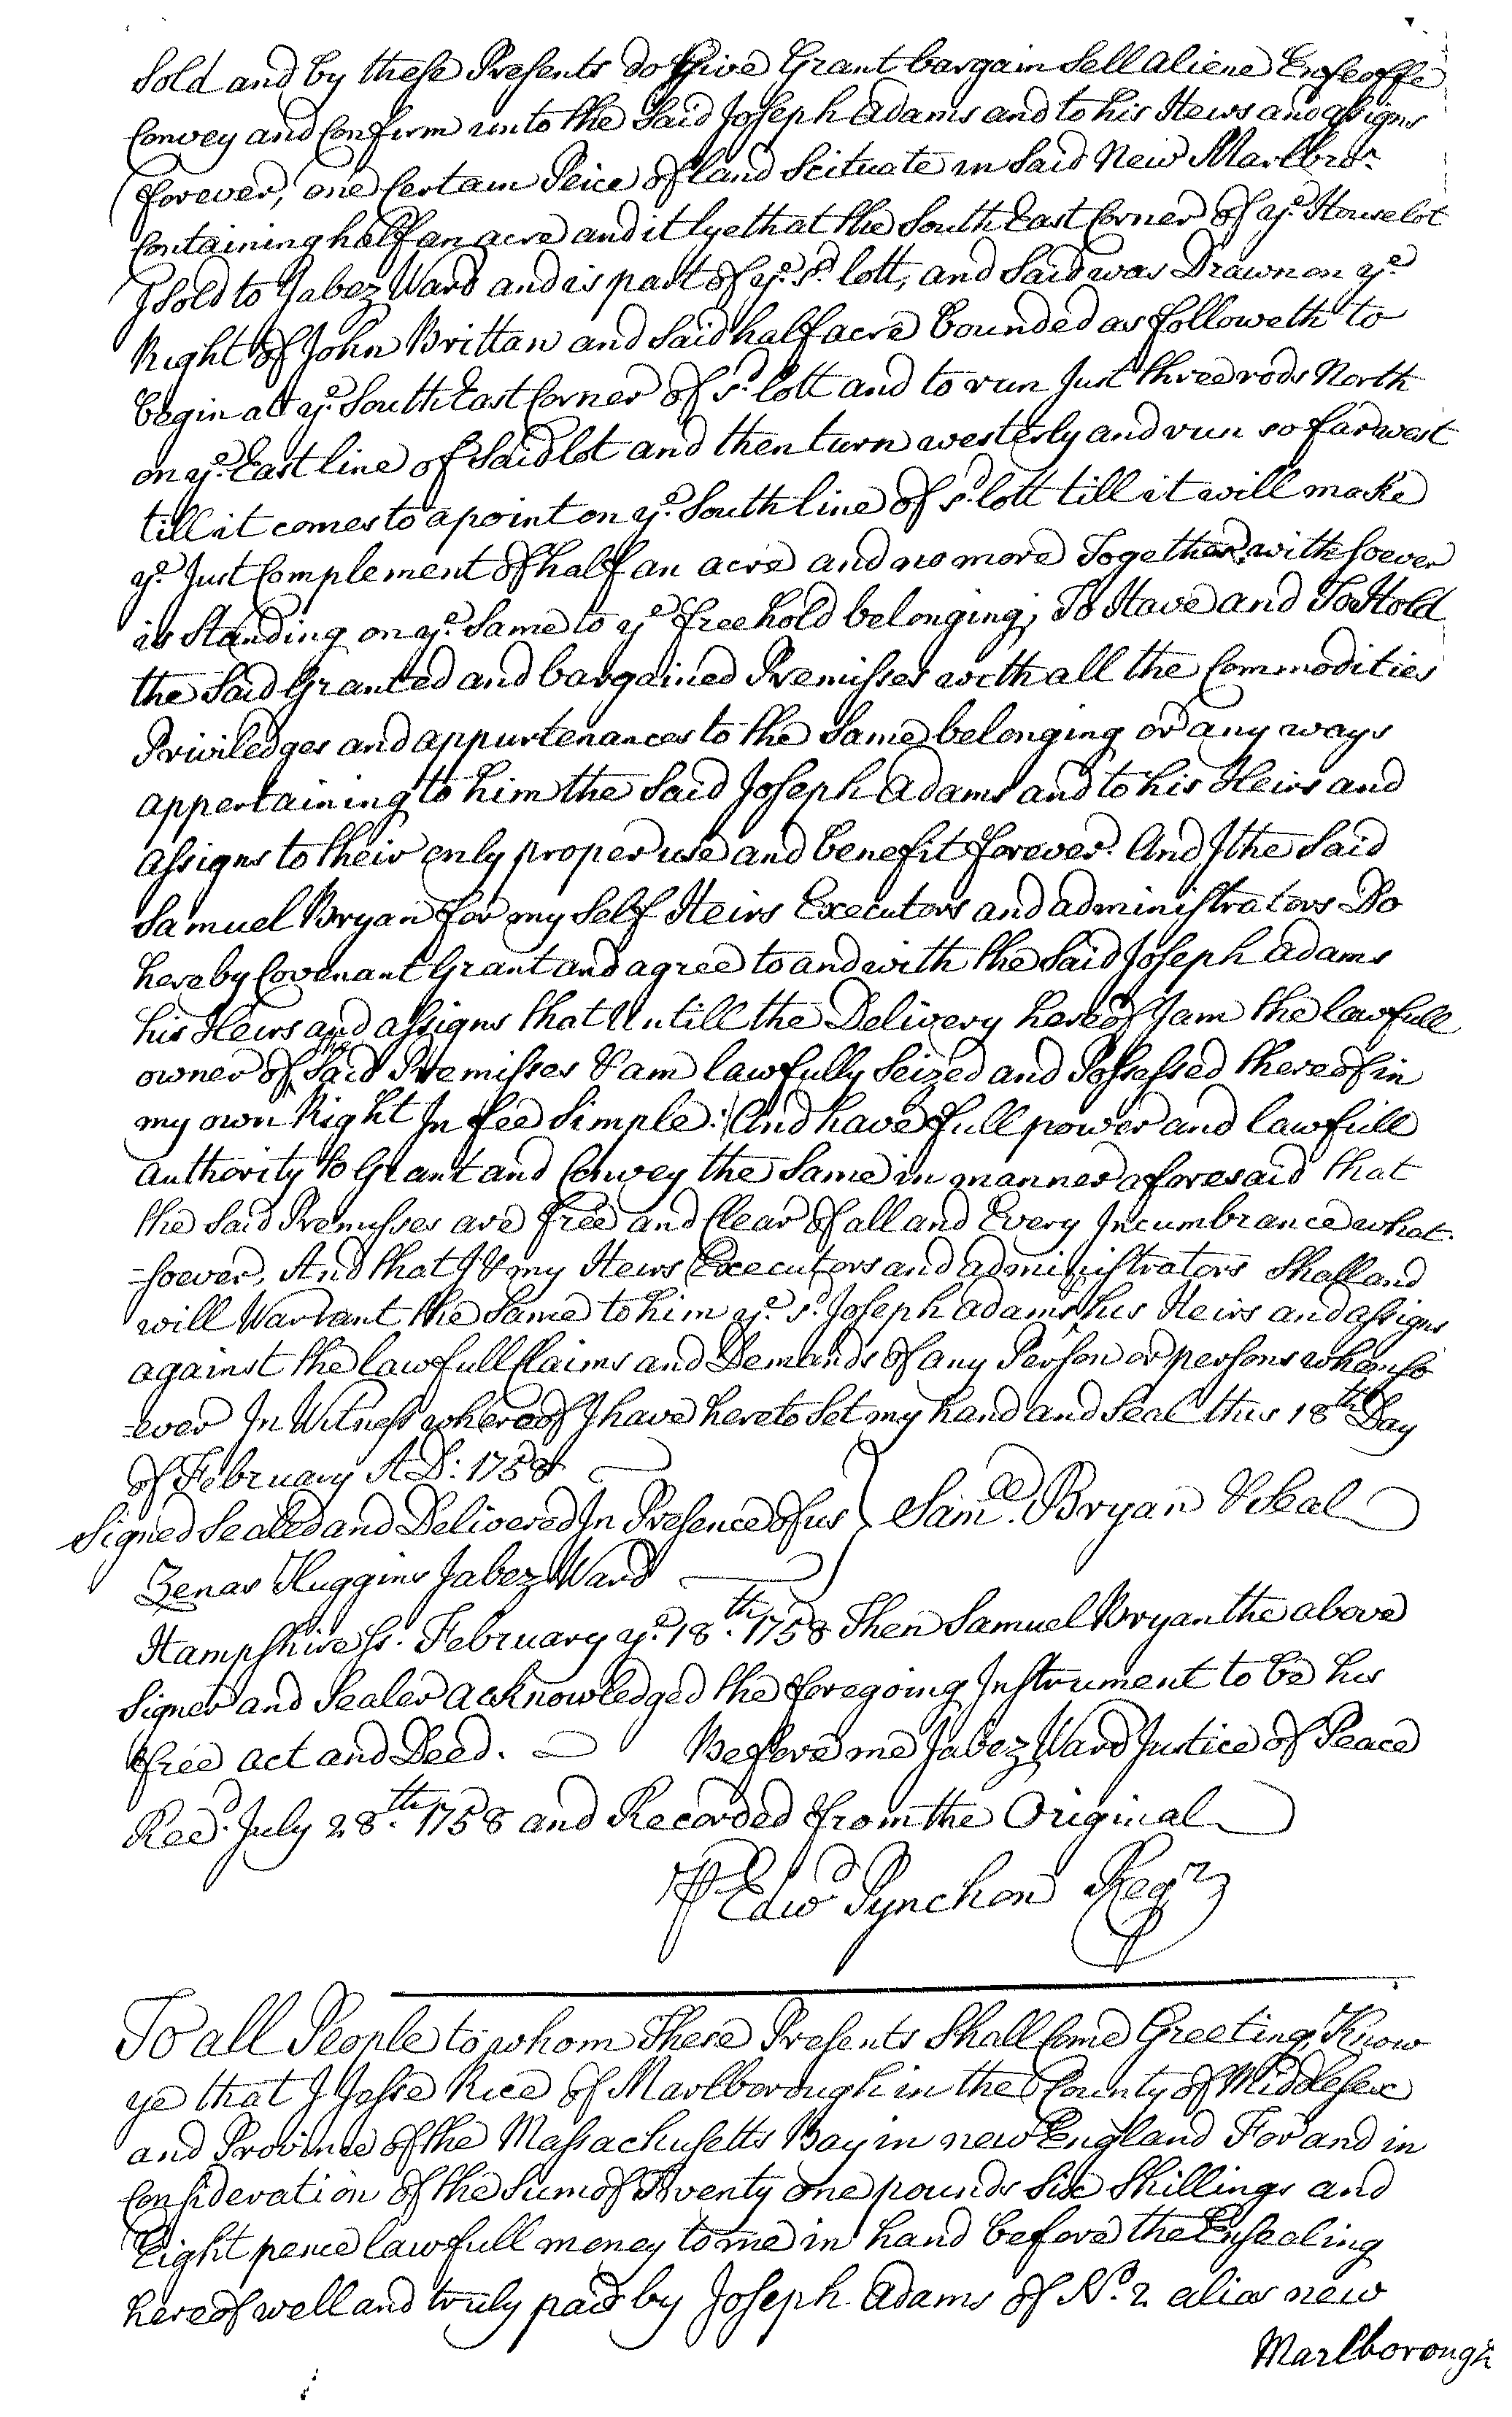 Sold and by these Presents do Give Grant bargain Sell aliene Enfeoffe
Convey and Confirm unto the Said Joseph Adams and to his Heirs and assigns
forever, one Certain Peice of land Scituate in Said New Marlbro.
Containing half an acre and it lyeth at the South East Corner of ye. House lot
I sold to Jabez Ward and is part of ye. sd. lott, and Said was Drawn on ye.
Right of John Brittan and Said half acre bounded as followeth to
begin at ye. South East Corner of sd. lott and to run Just three rods North
on ye. East line of Said lot and then turn westerly and run so far west
till it comes to a point on ye. South line of sd. lott till it will make
ye. Just Complement of half an acre and no more Together with soever
is Standing on ye. Same to ye freehold belonging; To Have and To Hold
the Said Granted and bargained Premisses with all the Commodities
Priviledges and appurtenances to the Same belonging or any ways
appertaining to him the Said Joseph Adams and to his Heirs and
assigns to their only proper use and benefit forever. And I the Said
Samuel Bryan for my Self Heirs Executors and administrators Do
hereby Covenant Grant and agree to and with the Said Joseph Adams
his Heirs and assigns that Untill the Delivery hereof I am the lawfull
owner of the Said Premisses & am lawfully Seized and Possessed thereof in
my own Right In fee Simple: And have full power and lawfull
authority to Grant and Convey the Same in manner aforesaid that
the Said Premisses are free and Clear of all and Every Incumbrance what-
=soever, And that I & my Heirs Executors and administrators Shall and
will Warrant the Same to him ye. sd. Joseph adams his Heirs and assigns
against the lawfull Claims and Demands of any Person or persons whomso
-ever In Witness whereof I have hereto Set my hand and Seal this 18th Day
of February A D: 1758
Signed Sealed and Delivered In Presence of us } Saml. Bryan & Seal
Zenas Huggins Jabez Ward
Hampshire Ss. February ye. 18th. 1758 Then Samuel Bryan the above
Signer and Sealer acknowledged the foregoing Instrument to be his
free act and Deed. Before me Jabez Ward Justice of Peace
Recd. July 28th. 1758 and Recorded from the Original
P Edwd Pynchon Regr
To all People to whom These Presents Shall Come Greeting, Know
ye that I Jesse Rice of Marlborough in the County of Middlesex
and Province of the Massachusetts Bay in new England For and in
Consideration of the Sum of Twenty One pounds Six Shillings and
Eight pence lawfull money to me in hand before the Ensealing
hereof well and truly paid by Joseph Adams of No. 2 alias new
Marlborough